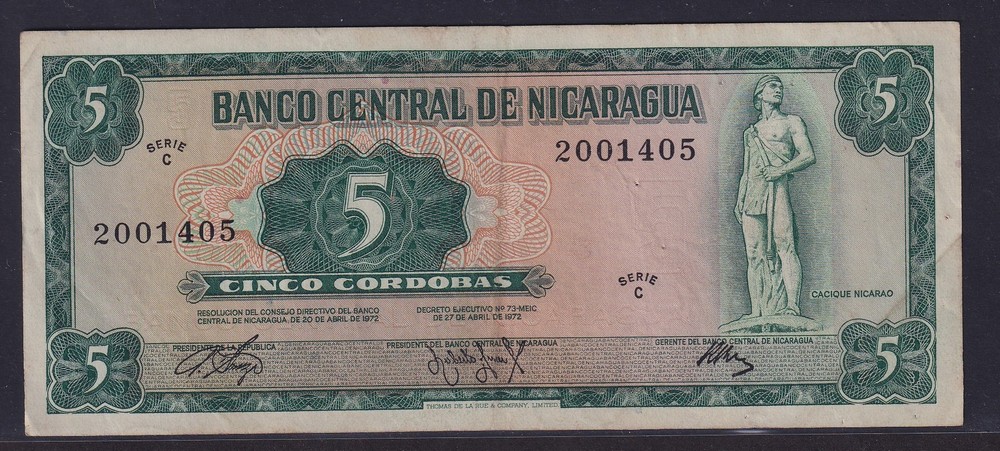 5
5
BANCO CENTRAL DE NICARAGUA
SERIE
C
2001405
5
2001405
CINCO CORDOBAS
SERIE
C
CACIQUE NICARAO
RESOLUCION DEL CONSEJO DIRECTIVO DEL BANCO
CENTRAL DE NICARAGUA, DE 20 DE ABRIL DE 1972
DECRETO EJECUTIVO Nº 73-MEIC
DE 27 DE ABRIL DE 1972
PRESIDENTE DE LA REPUBLICA
PRESIDENTE DEL BANCO CENTRAL DE NICARAGUA
GERENTE DEL BANCO CENTRAL DE NICARAGUA
5
5
THOMAS DE LA RUE & COMPANY, LIMITED.